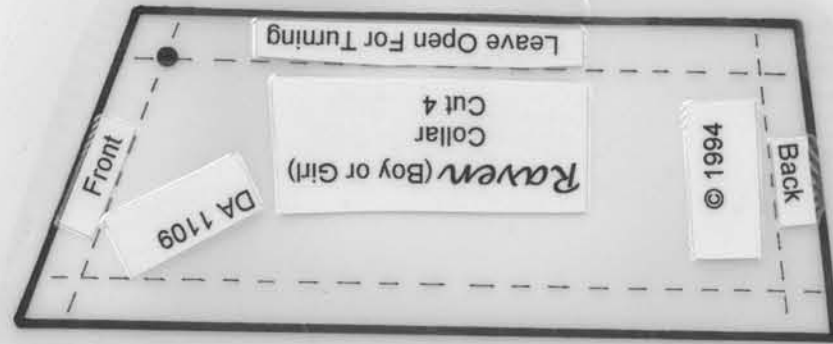 Leave Open For Turning
Raven (Boy or Girl)
Collar
Cut 4
Front
DA 1109
© 1994
Back